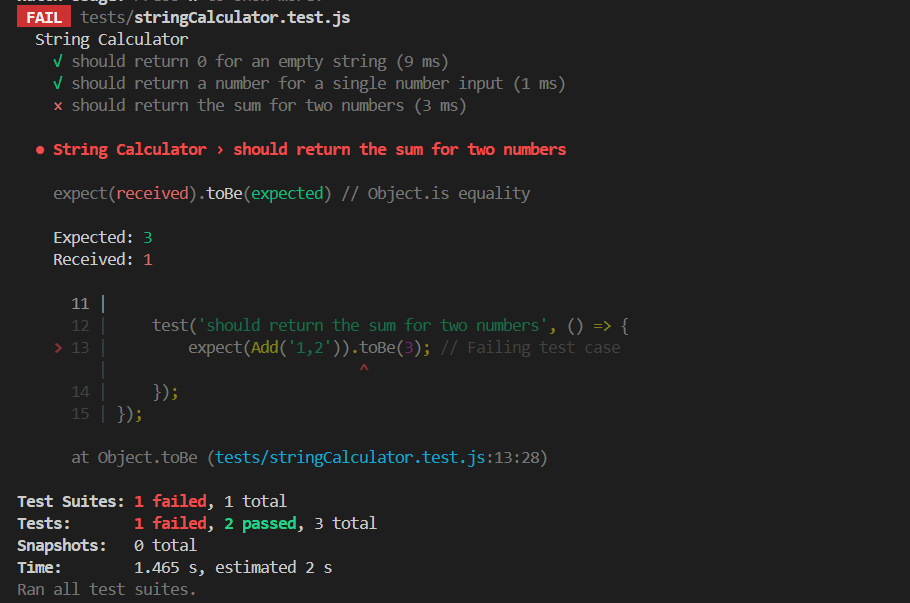 FAIL tests/stringCalculator.test.js
String Calculator
√ should return 0 for an empty string (9 ms)
√ should return a number for a single number input (1 ms)
× should return the sum for two numbers (3 ms)
● String Calculator › should return the sum for two numbers
expect(received).toBe(expected) // Object.is equality
Expected: 3
Received: 1
11 |
12 |     test('should return the sum for two numbers', () => {
> 13 |         expect(Add('1,2')).toBe(3); // Failing test case
|                            ^
14 |     });
15 | });
at Object.toBe (tests/stringCalculator.test.js:13:28)
Test Suites: 1 failed, 1 total
Tests:       1 failed, 2 passed, 3 total
Snapshots:   0 total
Time:        1.465 s, estimated 2 s
Ran all test suites.